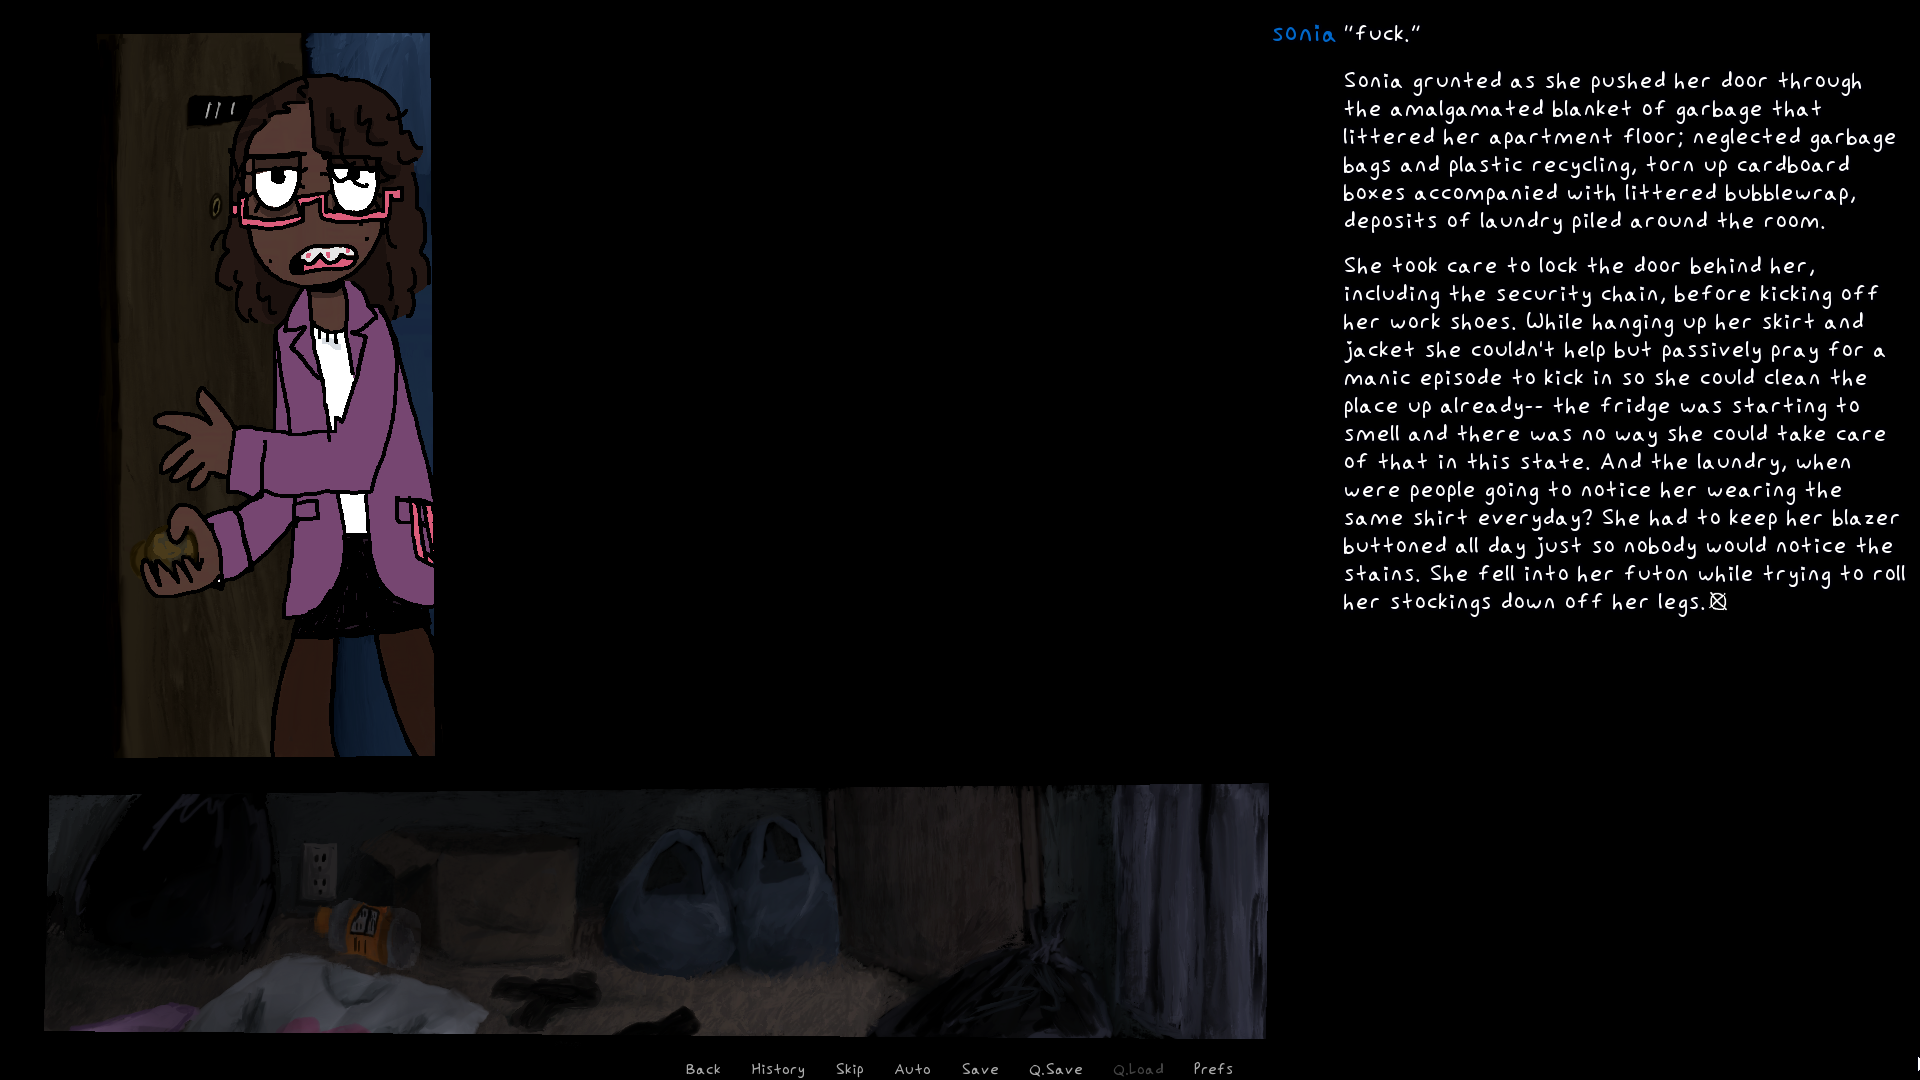 sonia "fuck."
Sonia grunted as she pushed her door through
the amalgamated blanket of garbage that
littered her apartment floor; neglected garbage
bags and plastic recycling, torn up cardboard
boxes accompanied with littered bubblewrap,
deposits of laundry piled around the room.
She took care to lock the door behind her,
including the security chain, before kicking off
her work shoes. While hanging up her skirt and
jacket she couldn't help but passively pray for a
manic episode to kick in so she could clean the
place up already-- the fridge was starting to
smell and there was no way she could take care
of that in this state. And the laundry, when
were people going to notice her wearing the
same shirt everyday? She had to keep her blazer
buttoned all day just so nobody would notice the
stains. She fell into her futon while trying to roll
her stockings down off her legs.
Back History Skip Auto Save Q.Save Q.Load Prefs